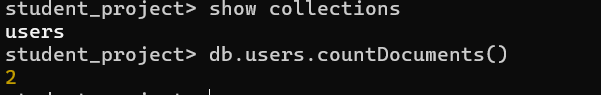 student_project> show collections
users
student_project> db.users.countDocuments()
2